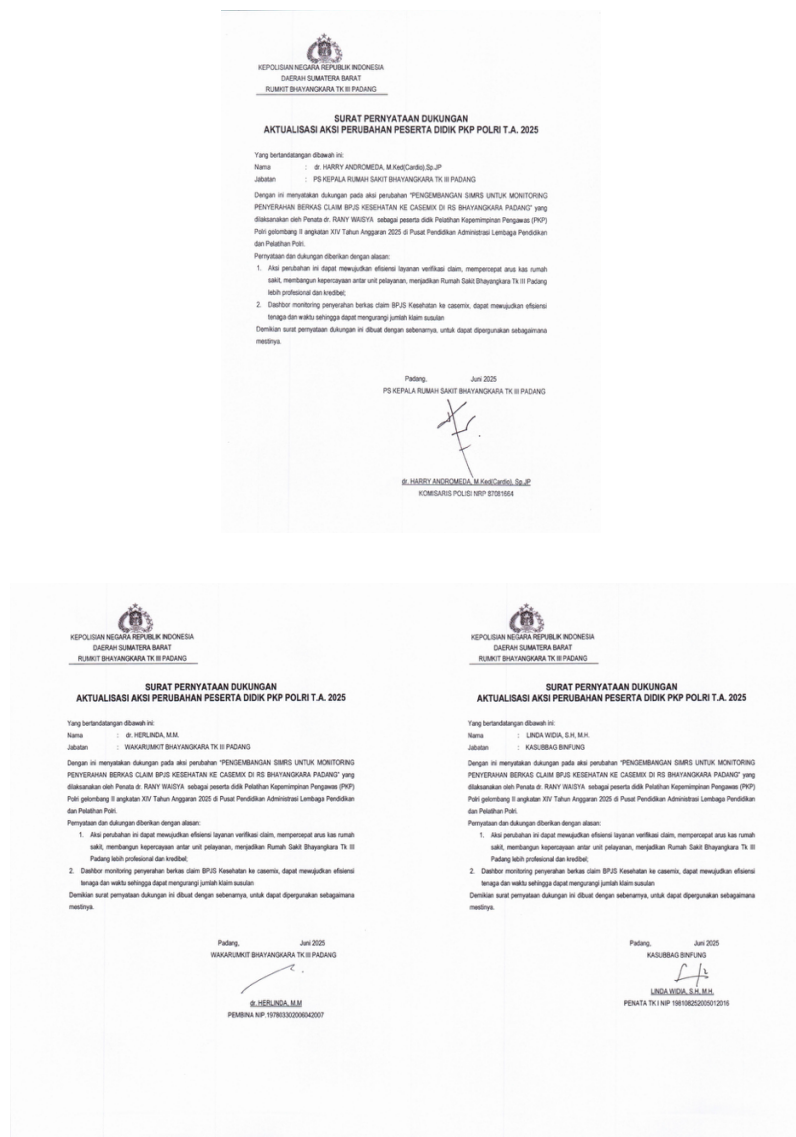 KEPOLISIAN NEGARA REPUBLIK INDONESIA
DAERAH SUMATERA BARAT
RUMKIT BHAYANGKARA TK III PADANG
SURAT PERNYATAAN DUKUNGAN
AKTUALISASI AKSI PERUBAHAN PESERTA DIDIK PKP POLRI T.A. 2025
Yang bertandatangan dibawah ini:
Nama : dr. HARRY ANDROMEDA, M.Ked(Cardio),Sp.JP
Jabatan : PS KEPALA RUMAH SAKIT BHAYANGKARA TK III PADANG
Dengan ini menyatakan dukungan pada aksi perubahan "PENGEMBANGAN SIMRS UNTUK MONITORING
PENYERAHAN BERKAS CLAIM BPJS KESEHATAN KE CASEMIX DI RS BHAYANGKARA PADANG" yang
dilaksanakan oleh Penata dr. RANY WAISYA sebagai peserta didik Pelatihan Kepemimpinan Pengawas (PKP)
Polri gelombang II angkatan XIV Tahun Anggaran 2025 di Pusat Pendidikan Administrasi Lembaga Pendidikan
dan Pelatihan Polri.
Pernyataan dan dukungan diberikan dengan alasan:
1. Aksi perubahan ini dapat mewujudkan efisiensi layanan verifikasi claim, mempercepat arus kas rumah
sakit, membangun kepercayaan antar unit pelayanan, menjadikan Rumah Sakit Bhayangkara Tk III Padang
lebih profesional dan kredibel;
2. Dashbor monitoring penyerahan berkas claim BPJS Kesehatan ke casemix, dapat mewujudkan efisiensi
tenaga dan waktu sehingga dapat mengurangi jumlah klaim susulan
Demikian surat pernyataan dukungan ini dibuat dengan sebenarnya, untuk dapat dipergunakan sebagaimana
mestinya.
Padang, Juni 2025
PS KEPALA RUMAH SAKIT BHAYANGKARA TK III PADANG
dr. HARRY ANDROMEDA, M.Ked(Cardio), Sp.JP
KOMISARIS POLISI NRP 87081664
KEPOLISIAN NEGARA REPUBLIK INDONESIA
DAERAH SUMATERA BARAT
RUMKIT BHAYANGKARA TK III PADANG
SURAT PERNYATAAN DUKUNGAN
AKTUALISASI AKSI PERUBAHAN PESERTA DIDIK PKP POLRI T.A. 2025
Yang bertandatangan dibawah ini:
Nama : dr. HERLINDA, M.M.
Jabatan : WAKARUMKIT BHAYANGKARA TK III PADANG
Dengan ini menyatakan dukungan pada aksi perubahan "PENGEMBANGAN SIMRS UNTUK MONITORING
PENYERAHAN BERKAS CLAIM BPJS KESEHATAN KE CASEMIX DI RS BHAYANGKARA PADANG" yang
dilaksanakan oleh Penata dr. RANY WAISYA sebagai peserta didik Pelatihan Kepemimpinan Pengawas (PKP)
Polri gelombang II angkatan XIV Tahun Anggaran 2025 di Pusat Pendidikan Administrasi Lembaga Pendidikan
dan Pelatihan Polri.
Pernyataan dan dukungan diberikan dengan alasan:
1. Aksi perubahan ini dapat mewujudkan efisiensi layanan verifikasi claim, mempercepat arus kas rumah
sakit, membangun kepercayaan antar unit pelayanan, menjadikan Rumah Sakit Bhayangkara Tk III
Padang lebih profesional dan kredibel;
2. Dashbor monitoring penyerahan berkas claim BPJS Kesehatan ke casemix, dapat mewujudkan efisiensi
tenaga dan waktu sehingga dapat mengurangi jumlah klaim susulan
Demikian surat pernyataan dukungan ini dibuat dengan sebenarnya, untuk dapat dipergunakan sebagaimana
mestinya.
Padang, Juni 2025
WAKARUMKIT BHAYANGKARA TK III PADANG
dr. HERLINDA, M.M
PEMBINA NIP.197803302006042007
KEPOLISIAN NEGARA REPUBLIK INDONESIA
DAERAH SUMATERA BARAT
RUMKIT BHAYANGKARA TK III PADANG
SURAT PERNYATAAN DUKUNGAN
AKTUALISASI AKSI PERUBAHAN PESERTA DIDIK PKP POLRI T.A. 2025
Yang bertandatangan dibawah ini:
Nama : LINDA WIDIA, S.H, M.H.
Jabatan : KASUBBAG BINFUNG
Dengan ini menyatakan dukungan pada aksi perubahan "PENGEMBANGAN SIMRS UNTUK MONITORING
PENYERAHAN BERKAS CLAIM BPJS KESEHATAN KE CASEMIX DI RS BHAYANGKARA PADANG" yang
dilaksanakan oleh Penata dr. RANY WAISYA sebagai peserta didik Pelatihan Kepemimpinan Pengawas (PKP)
Polri gelombang II angkatan XIV Tahun Anggaran 2025 di Pusat Pendidikan Administrasi Lembaga Pendidikan
dan Pelatihan Polri.
Pernyataan dan dukungan diberikan dengan alasan:
1. Aksi perubahan ini dapat mewujudkan efisiensi layanan verifikasi claim, mempercepat arus kas rumah
sakit, membangun kepercayaan antar unit pelayanan, menjadikan Rumah Sakit Bhayangkara Tk III
Padang lebih profesional dan kredibel;
2. Dashbor monitoring penyerahan berkas claim BPJS Kesehatan ke casemix, dapat mewujudkan efisiensi
tenaga dan waktu sehingga dapat mengurangi jumlah klaim susulan
Demikian surat pernyataan dukungan ini dibuat dengan sebenarnya, untuk dapat dipergunakan sebagaimana
mestinya.
Padang, Juni 2025
KASUBBAG BINFUNG
LINDA WIDIA, S.H, M.H.
PENATA TK I NIP 198108252005012016